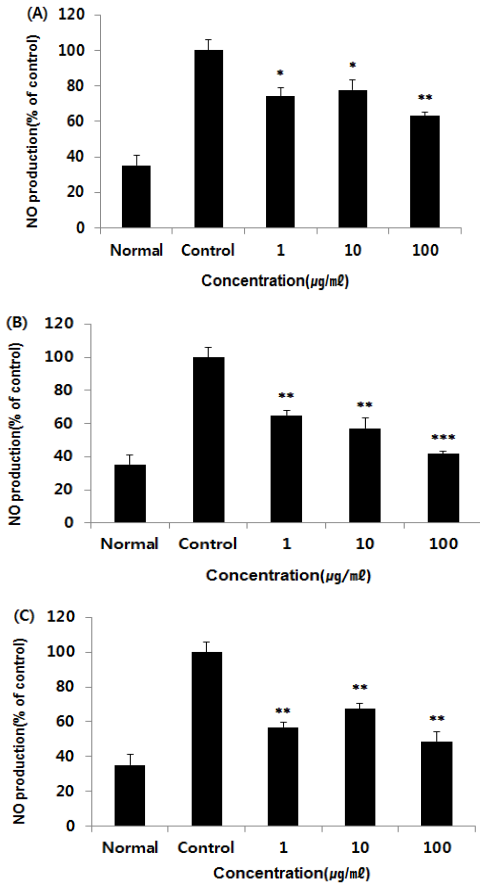 (A)
NO production(% of control)
120
100
80
60
40
20
0
*
*
**
Normal Control 1 10 100
Concentration(㎍/㎖)
(B)
NO production(% of control)
120
100
80
60
40
20
0
**
**
***
Normal Control 1 10 100
Concentration(㎍/㎖)
(C)
NO production(% of control)
120
100
80
60
40
20
0
**
**
**
Normal Control 1 10 100
Concentration(㎍/㎖)